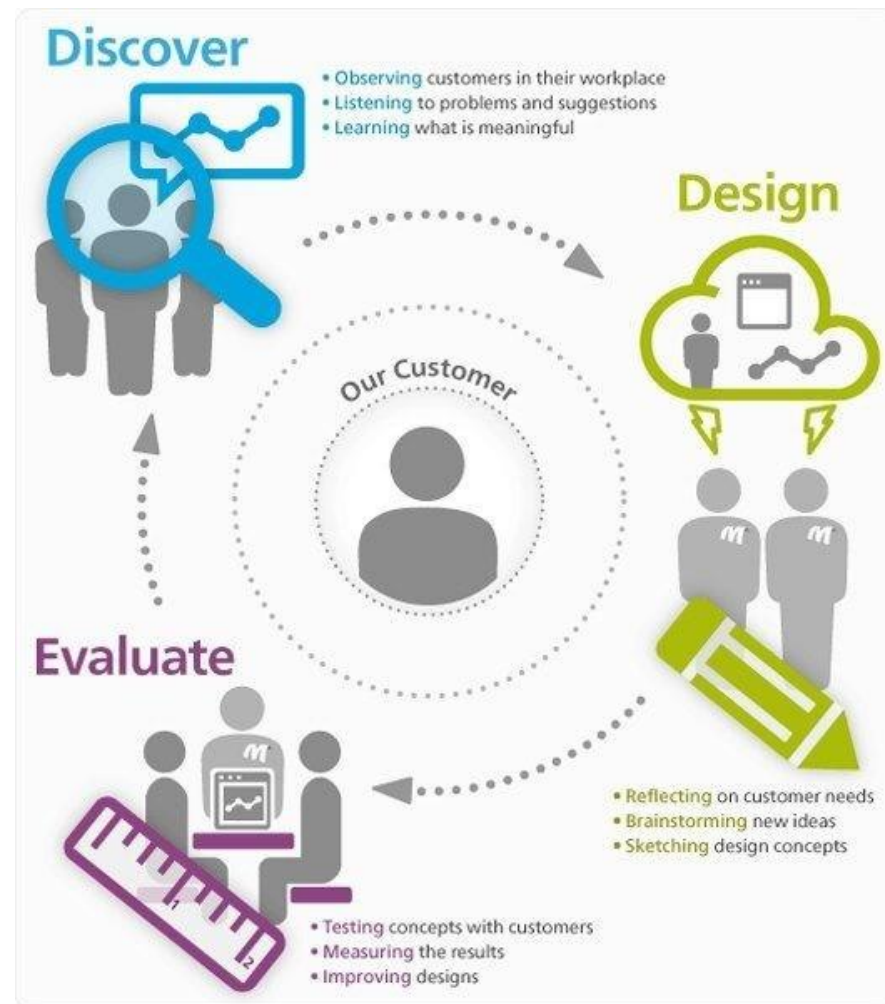 Discover
• Observing customers in their workplace
• Listening to problems and suggestions
• Learning what is meaningful
Design
Our Customer
M
M
• Reflecting on customer needs
• Brainstorming new ideas
• Sketching design concepts
Evaluate
M
1
2
• Testing concepts with customers
• Measuring the results
• Improving designs